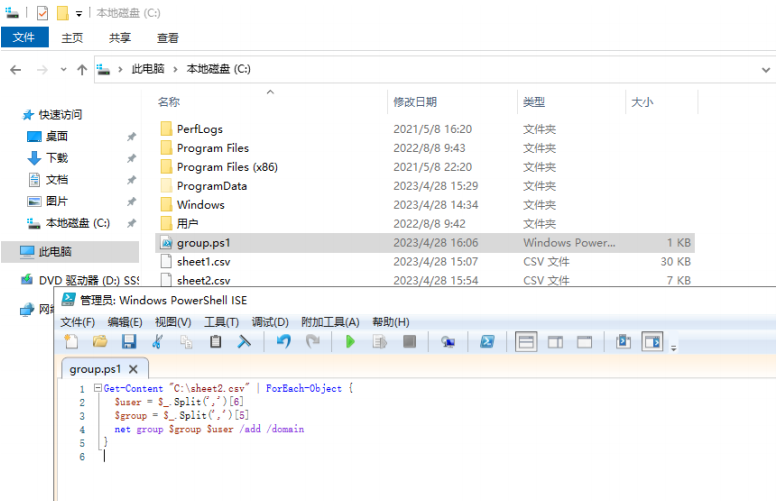 本地磁盘 (C:)
文件 主页 共享 查看
此电脑 本地磁盘 (C:)
名称 修改日期 类型 大小
快速访问
桌面
下载
文档
图片
本地磁盘 (C:)
此电脑
DVD 驱动器 (D:) SS
PerfLogs 2021/5/8 16:20 文件夹
Program Files 2022/8/8 9:43 文件夹
Program Files (x86) 2021/5/8 22:20 文件夹
ProgramData 2023/4/28 15:29 文件夹
Windows 2023/4/28 14:34 文件夹
用户 2022/8/8 9:42 文件夹
group.ps1 2023/4/28 16:06 Windows Power... 1 KB
sheet1.csv 2023/4/28 15:07 CSV 文件 30 KB
sheet2.csv 2023/4/28 15:54 CSV 文件 7 KB
管理员: Windows PowerShell ISE
文件(F) 编辑(E) 视图(V) 工具(T) 调试(D) 附加工具(A) 帮助(H)
group.ps1
1 Get-Content "C:\sheet2.csv" | ForEach-Object {
2 $user = $_.Split(',')[6]
3 $group = $_.Split(',')[5]
4 net group $group $user /add /domain
5 }
6